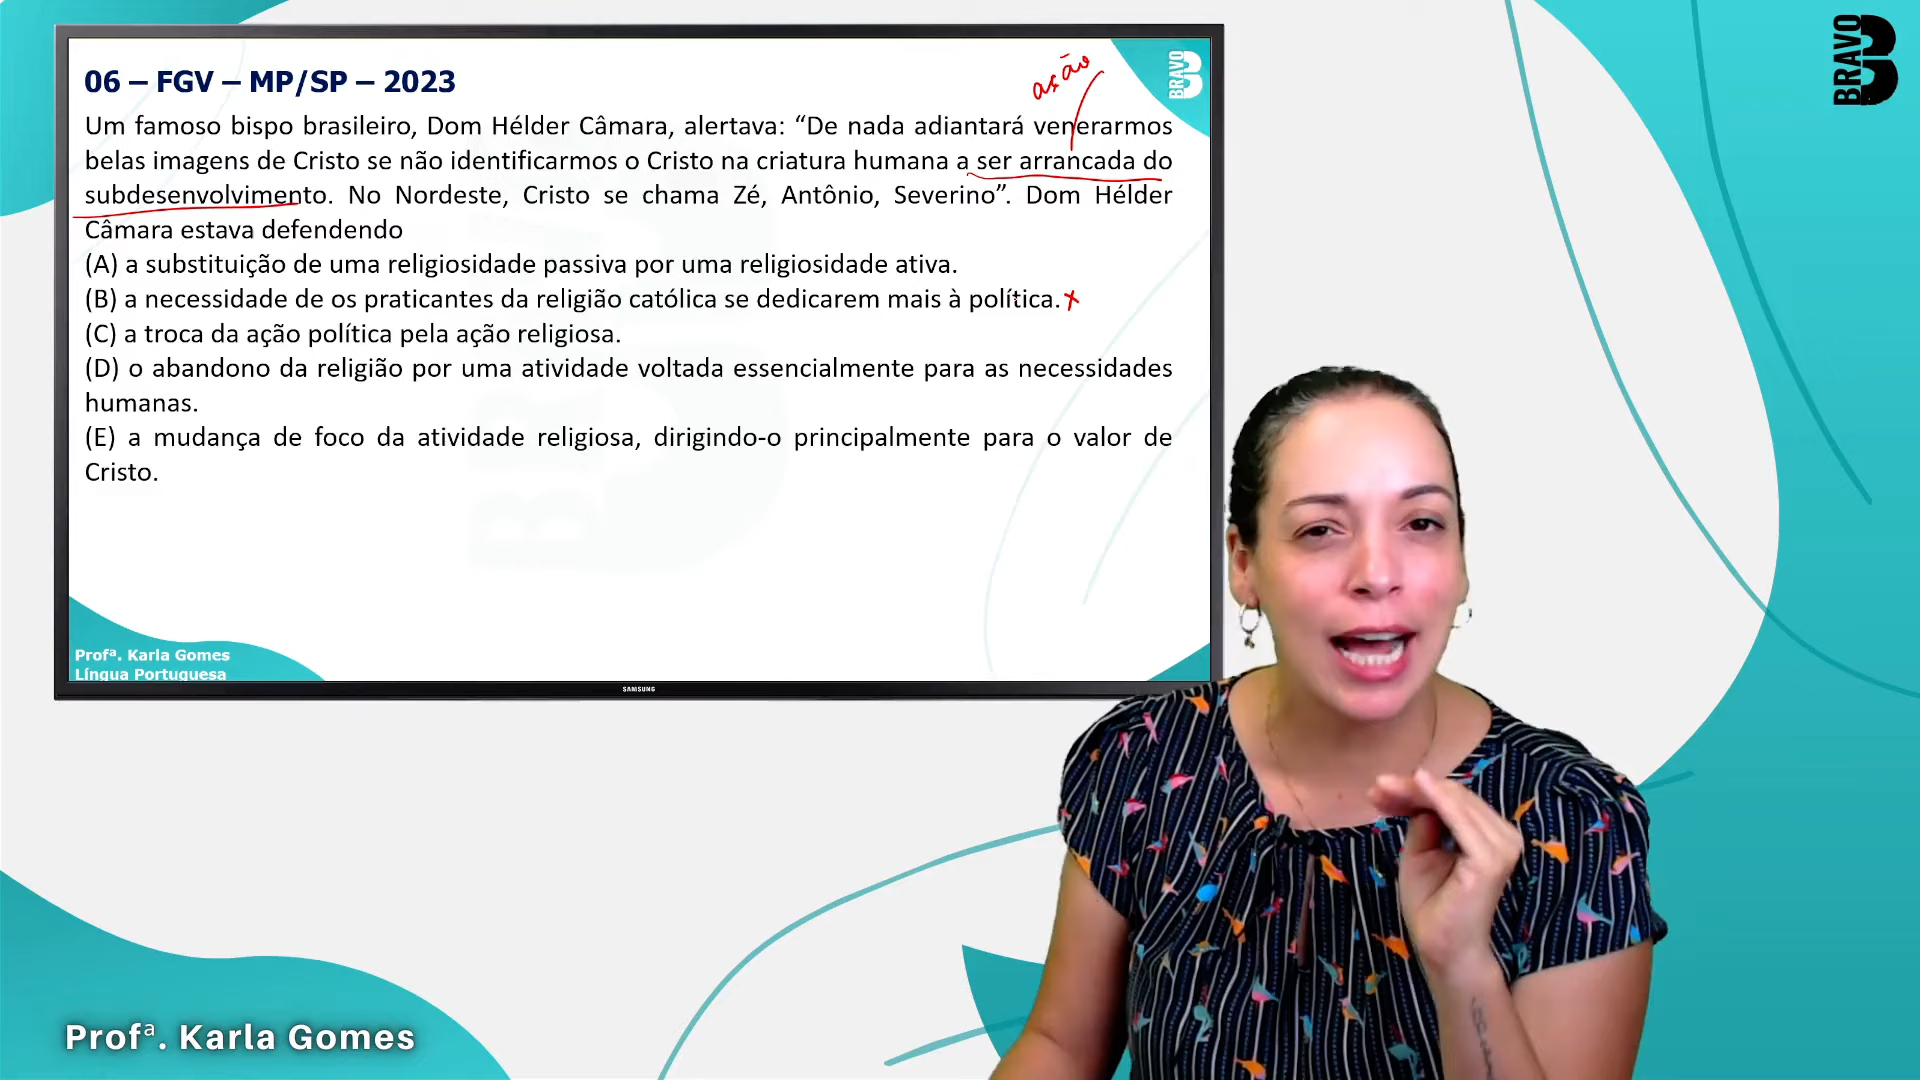 BRAVO
BRAVO
06 – FGV – MP/SP – 2023
ação
Um famoso bispo brasileiro, Dom Hélder Câmara, alertava: “De nada adiantará venerarmos
belas imagens de Cristo se não identificarmos o Cristo na criatura humana a ser arrancada do
subdesenvolvimento. No Nordeste, Cristo se chama Zé, Antônio, Severino”. Dom Hélder
Câmara estava defendendo
(A) a substituição de uma religiosidade passiva por uma religiosidade ativa.
(B) a necessidade de os praticantes da religião católica se dedicarem mais à política. x
(C) a troca da ação política pela ação religiosa.
(D) o abandono da religião por uma atividade voltada essencialmente para as necessidades
humanas.
(E) a mudança de foco da atividade religiosa, dirigindo-o principalmente para o valor de
Cristo.
Profª. Karla Gomes
Língua Portuguesa
SAMSUNG
Profª. Karla Gomes